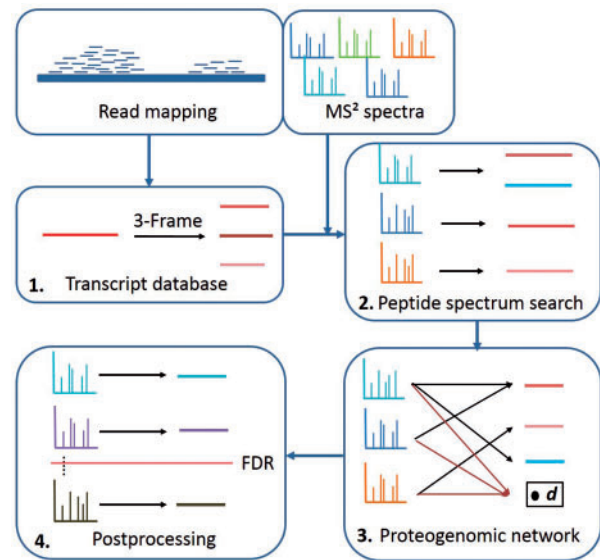 Read mapping
MS² spectra
3-Frame
1. Transcript database
2. Peptide spectrum search
FDR
4. Postprocessing
d
3. Proteogenomic network